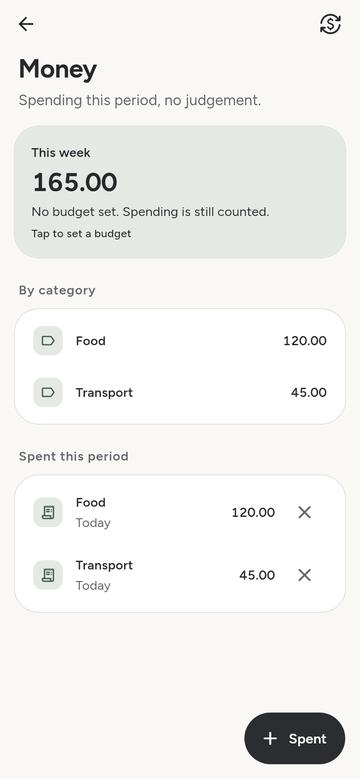 Money
Spending this period, no judgement.
This week
165.00
No budget set. Spending is still counted.
Tap to set a budget
By category
Food 120.00
Transport 45.00
Spent this period
Food
Today
120.00
Transport
Today
45.00
+ Spent